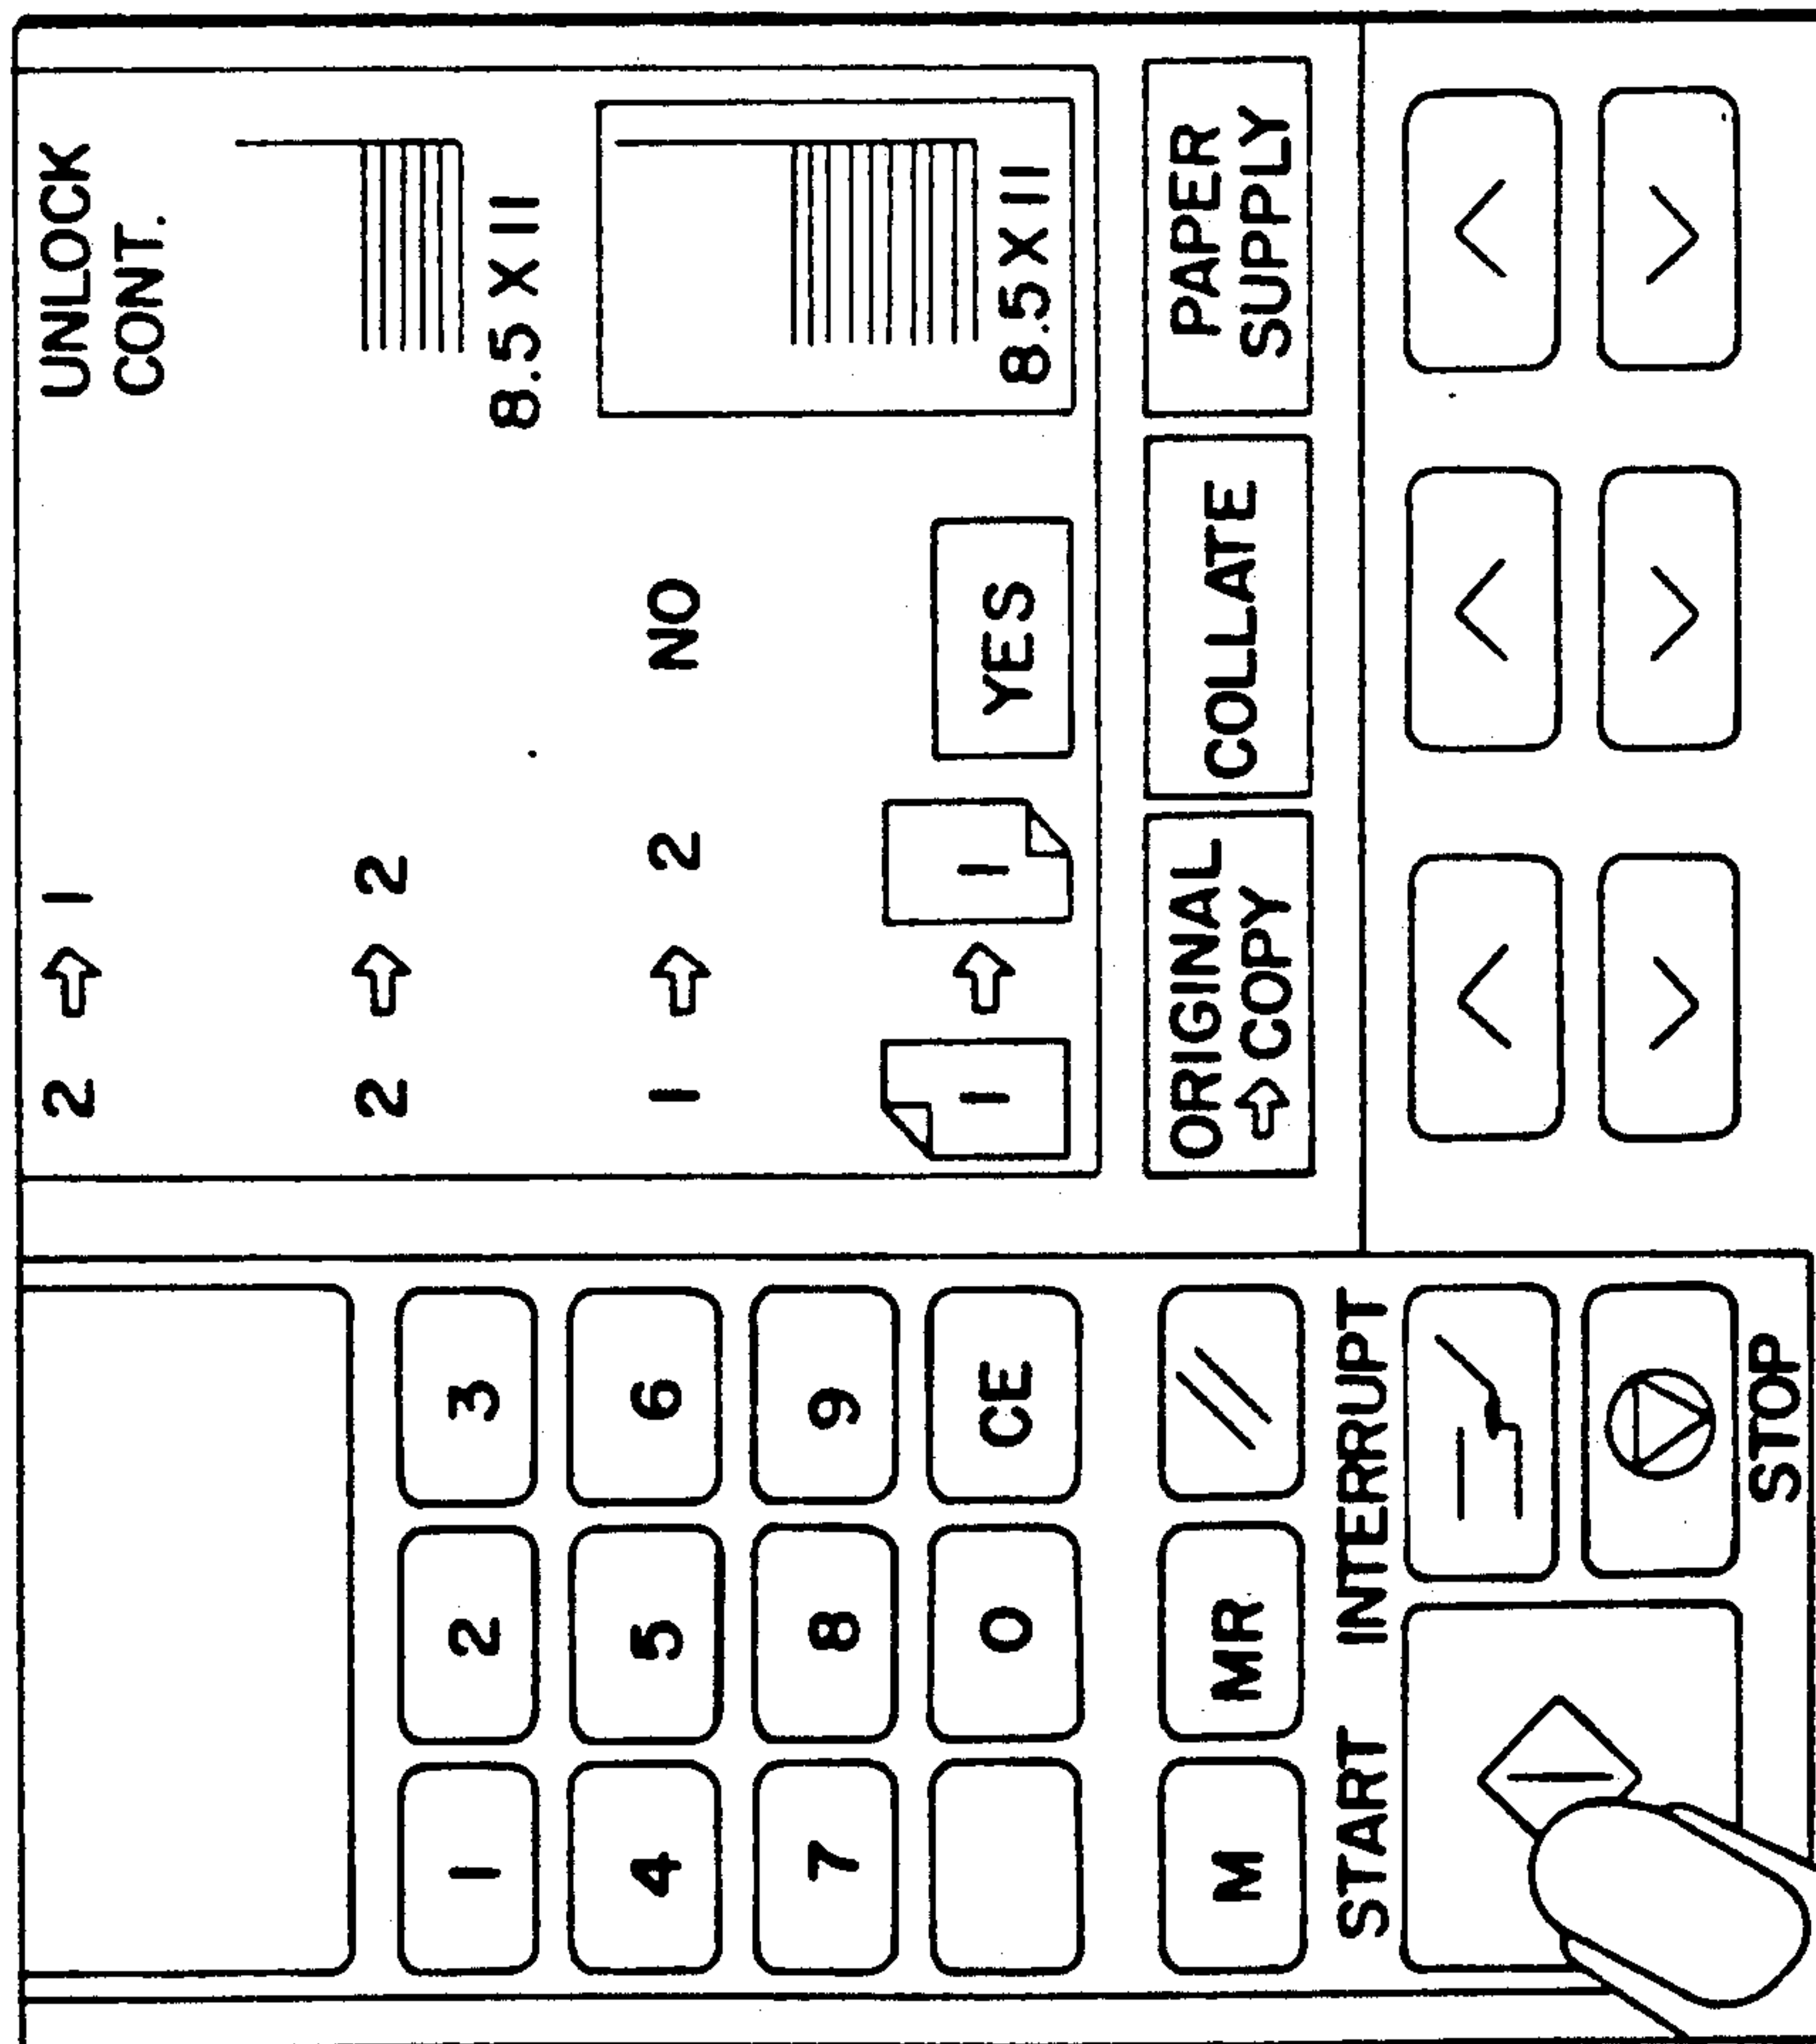 1 2 3
4 5 6
7 8 9
0 CE
M MR
START INTERRUPT
STOP
2 ⇨ 1 UNLOCK
CONT.
2 ⇨ 2
8.5 X 11
1 ⇨ 2 NO
1 ⇨ 1 YES
8.5 X 11
ORIGINAL
⇨ COPY
COLLATE
PAPER
SUPPLY